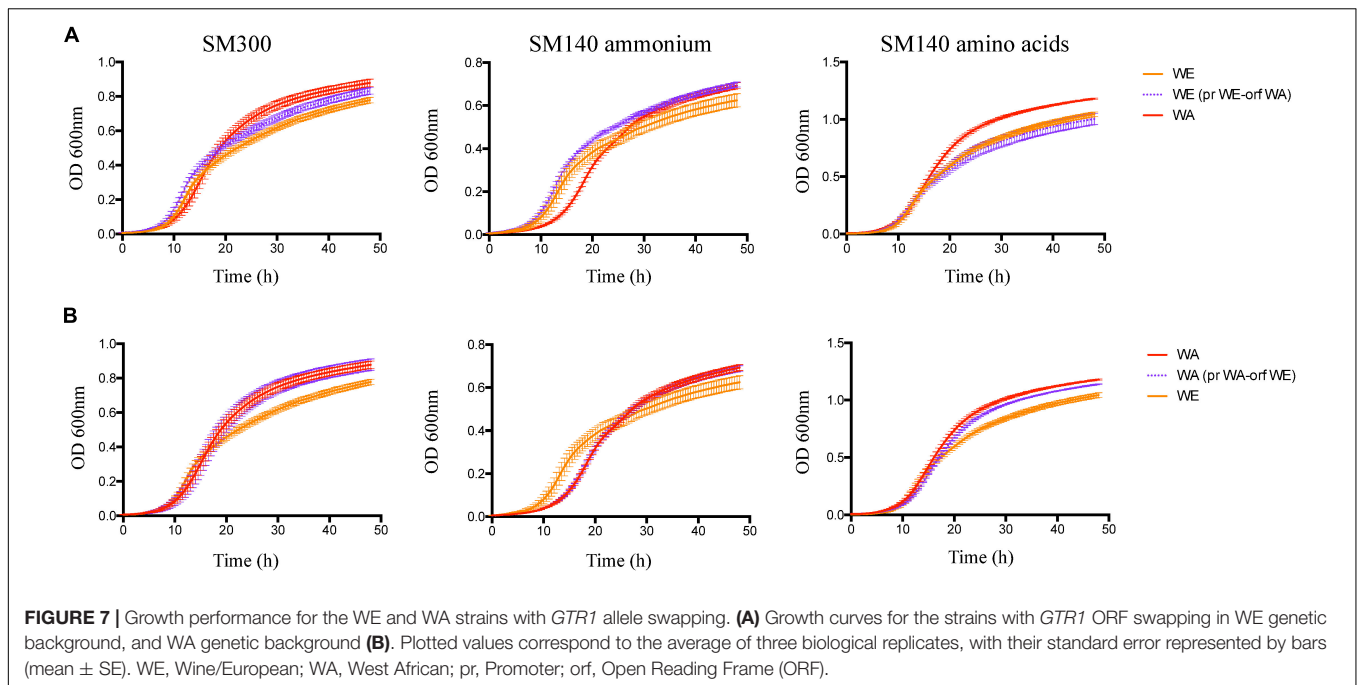 A
SM300
SM140 ammonium
SM140 amino acids
OD 600nm
1.0
0.8
0.6
0.4
0.2
0.0
0 10 20 30 40 50
Time (h)
OD 600nm
0.8
0.6
0.4
0.2
0.0
0 10 20 30 40 50
Time (h)
OD 600nm
1.5
1.0
0.5
0.0
0 10 20 30 40 50
Time (h)
WE
WE (pr WE-orf WA)
WA
B
OD 600nm
1.0
0.8
0.6
0.4
0.2
0.0
0 10 20 30 40 50
Time (h)
OD 600nm
0.8
0.6
0.4
0.2
0.0
0 10 20 30 40 50
Time (h)
OD 600nm
1.5
1.0
0.5
0.0
0 10 20 30 40 50
Time (h)
WA
WA (pr WA-orf WE)
WE
FIGURE 7 | Growth performance for the WE and WA strains with GTR1 allele swapping. (A) Growth curves for the strains with GTR1 ORF swapping in WE genetic
background, and WA genetic background (B). Plotted values correspond to the average of three biological replicates, with their standard error represented by bars
(mean ± SE). WE, Wine/European; WA, West African; pr, Promoter; orf, Open Reading Frame (ORF).